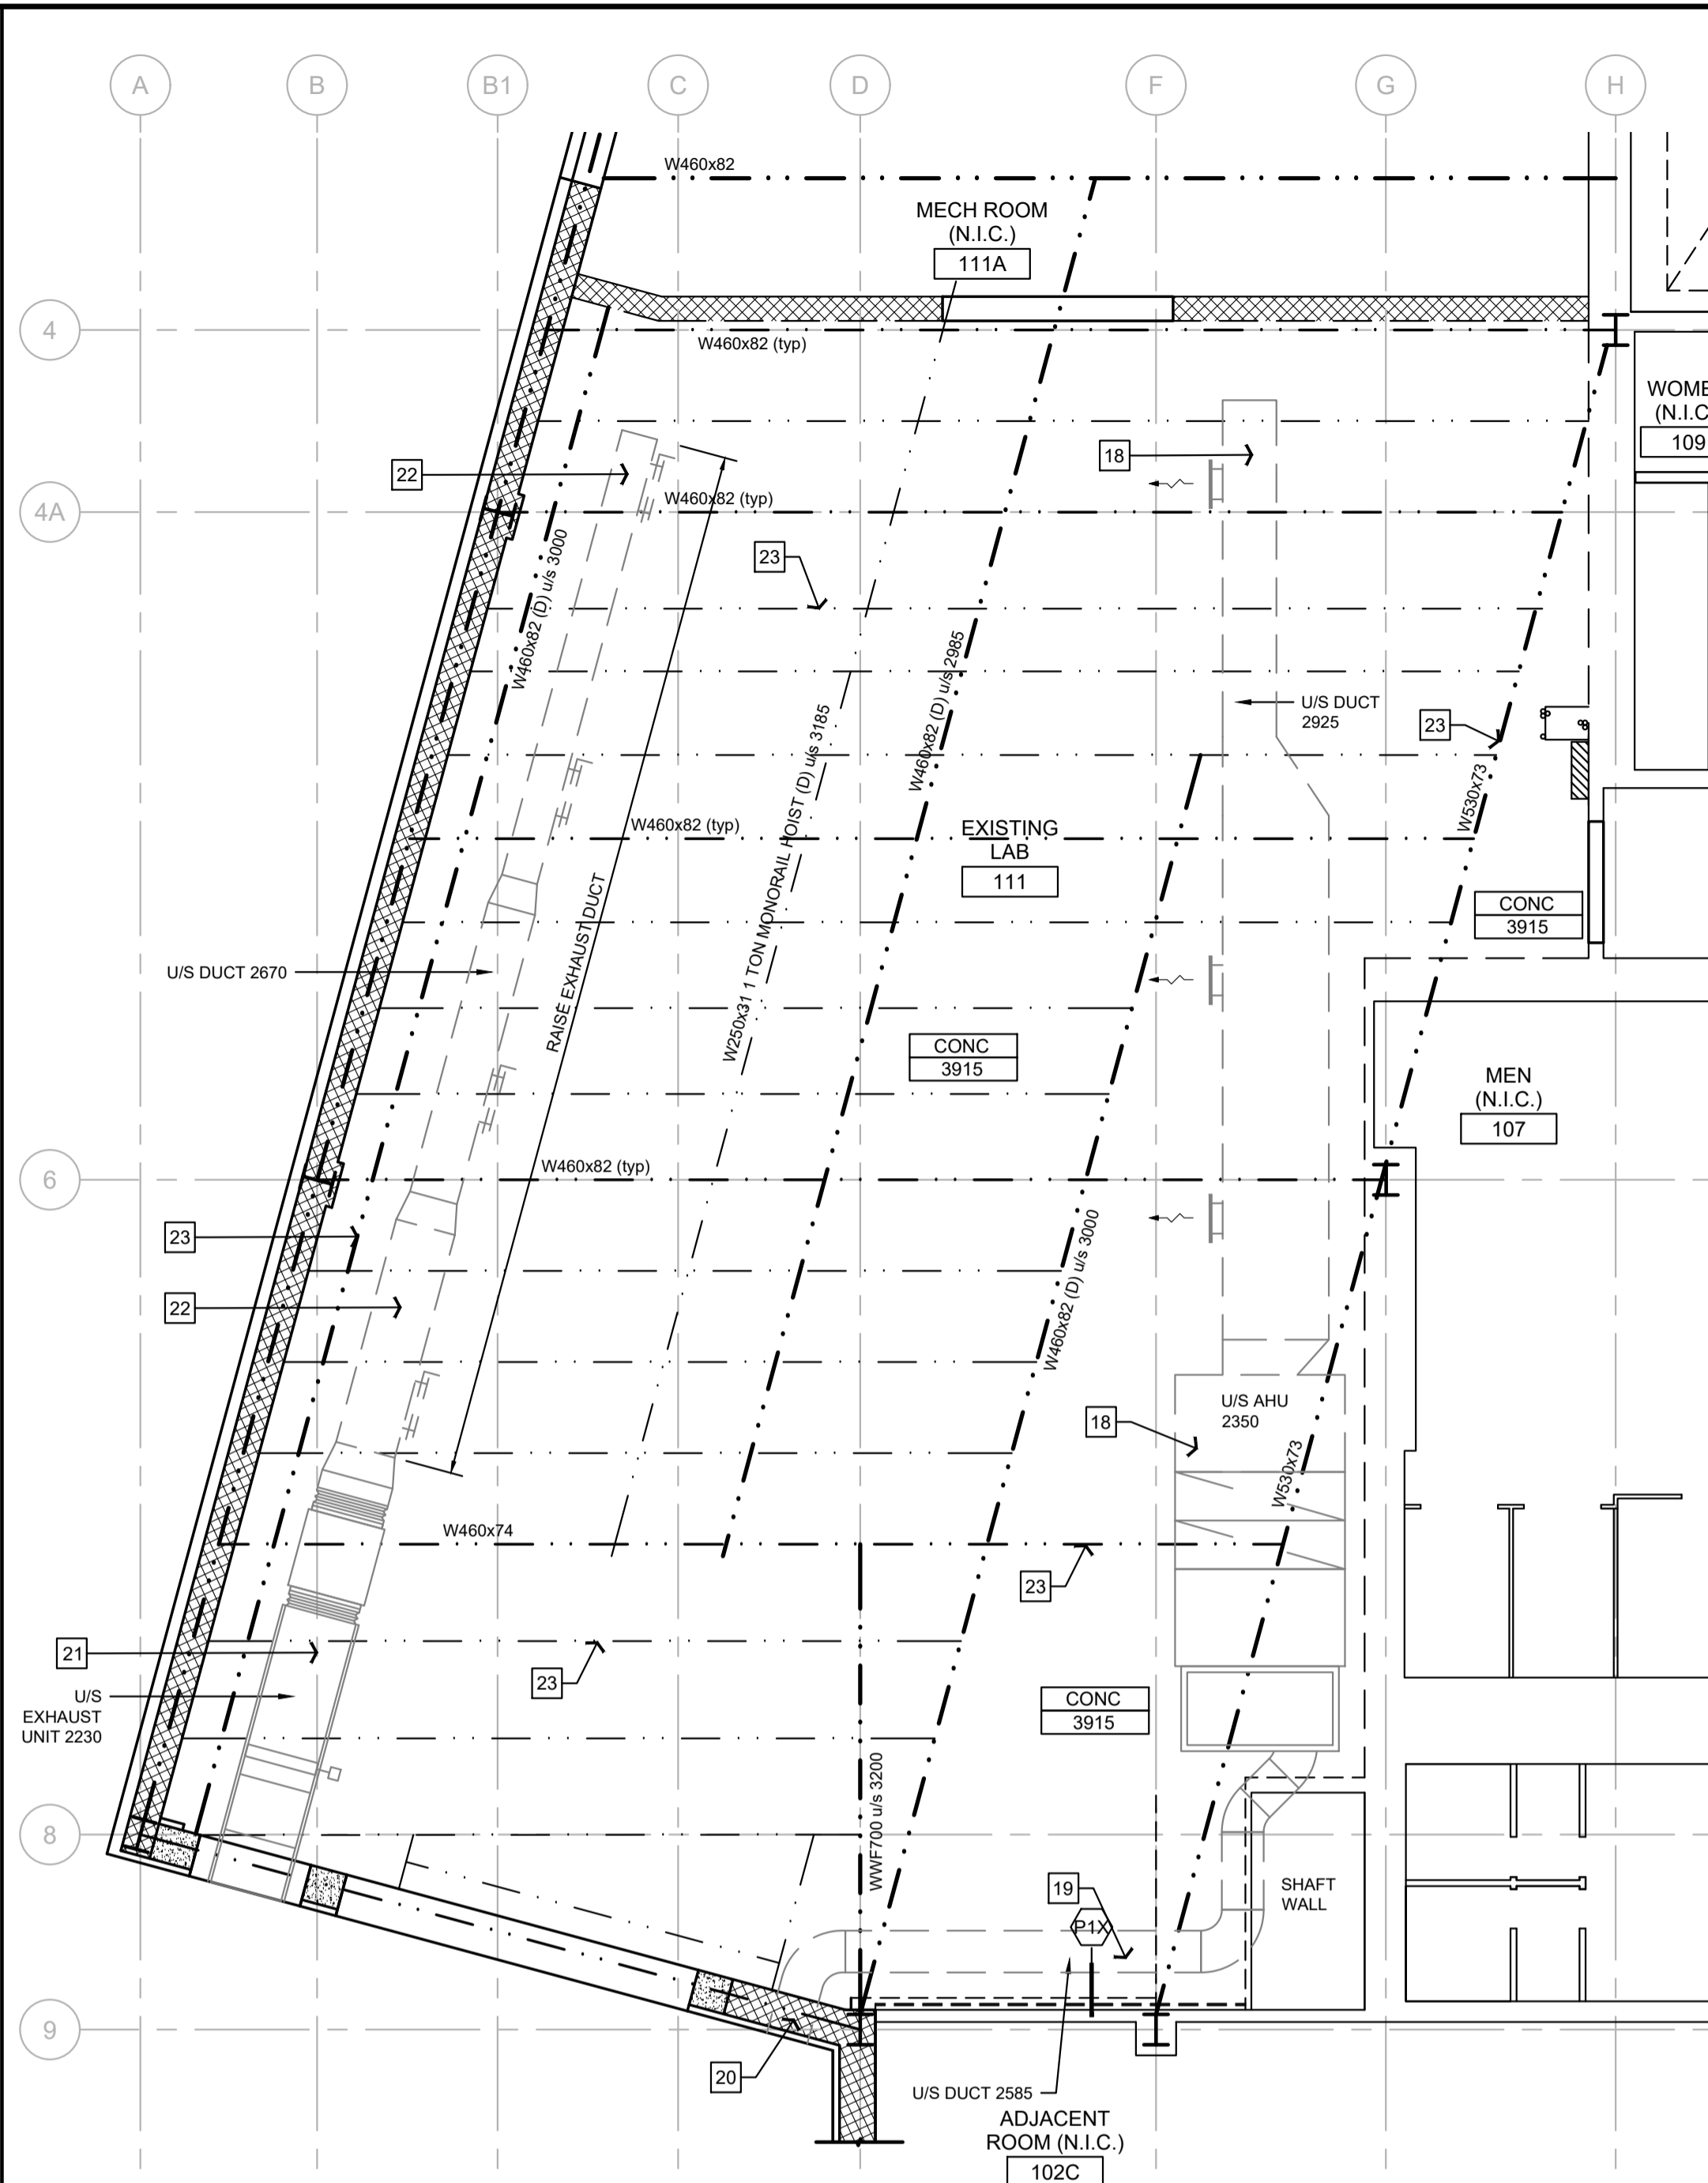 A
B
B1
C
D
F
G
H
W460x82
MECH ROOM
(N.I.C.)
111A
4
W460x82 (typ)
(N.I.C
109
18
22
W460x82 (typ)
4A
23
W460x82 (D) u/s 3000
W460x82 (D) u/s 2985
U/S DUCT
2925
23
W250x31 1 TON MONORAIL HOIST (D) u/s 3185
W530x73
W460x82 (typ)
EXISTING
LAB
111
RAISE EXHAUST DUCT
CONC
3915
U/S DUCT 2670
CONC
3915
MEN
(N.I.C.)
107
W460x82 (typ)
6
23
W460x82 (D) u/s 3000
22
U/S AHU
2350
18
W530x73
W460x74
23
21
23
U/S
EXHAUST
UNIT 2230
CONC
3915
WWF700 u/s 3200
8
SHAFT
WALL
19
P1X
9
20
U/S DUCT 2585
ADJACENT
ROOM (N.I.C.)
102C